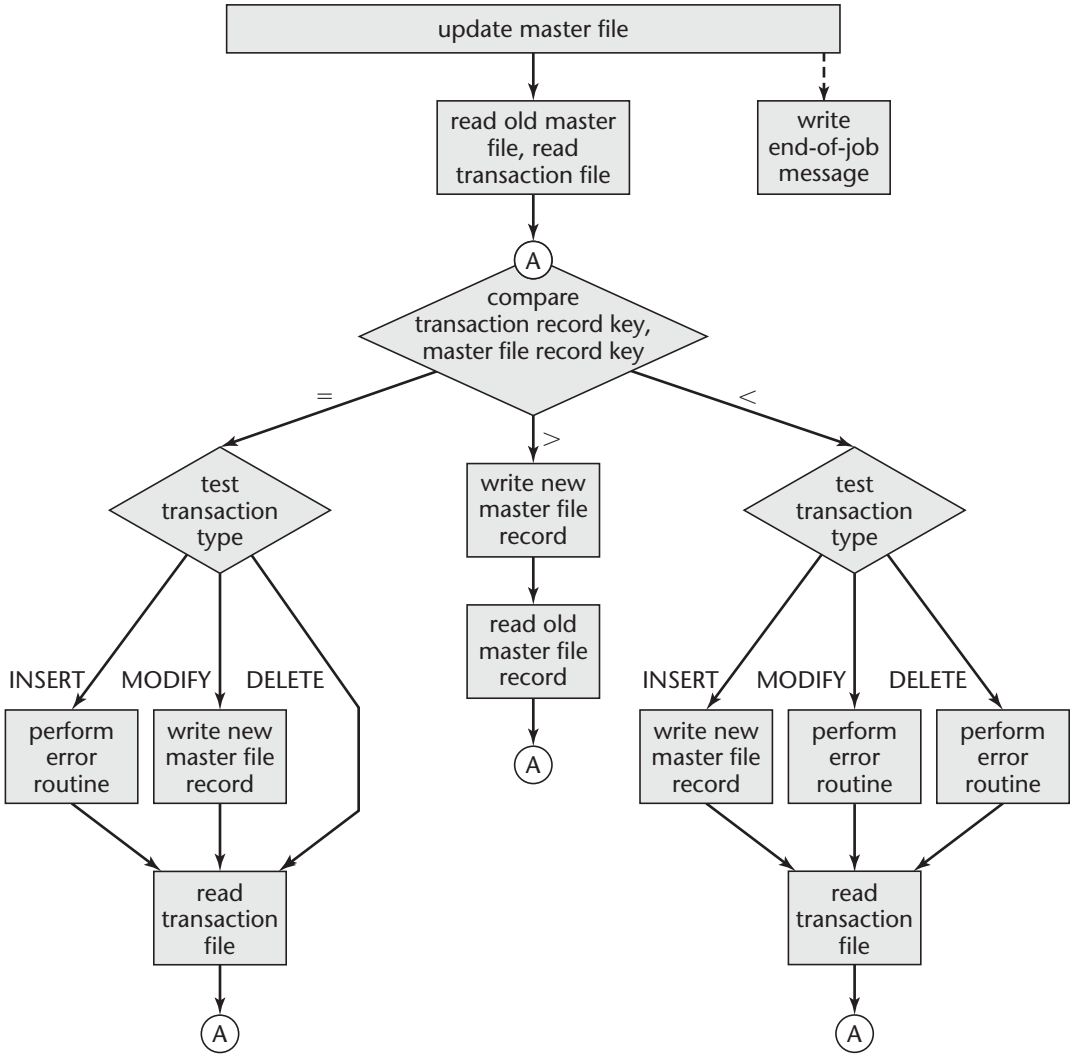 update master file
read old master
file, read
transaction file
write
end-of-job
message
A
compare
transaction record key,
master file record key
=
>
<
test
transaction
type
write new
master file
record
test
transaction
type
read old
master file
record
INSERT
MODIFY
DELETE
INSERT
MODIFY
DELETE
perform
error
routine
write new
master file
record
A
write new
master file
record
perform
error
routine
perform
error
routine
read
transaction
file
read
transaction
file
A
A